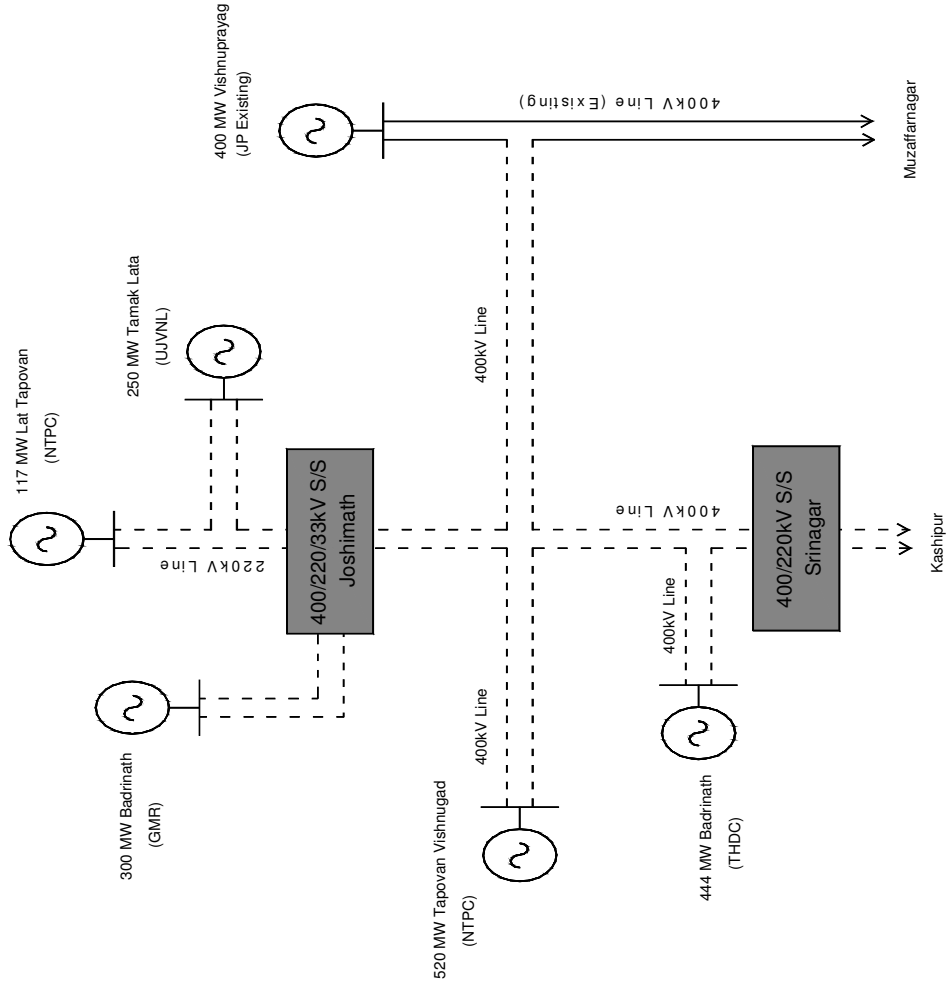 400 MW Vishnuprayag
(JP Existing)
400kV Line (Existing)
Muzaffarnagar
250 MW Tamak Lata
(UJVNL)
117 MW Lat Tapovan
(NTPC)
220kV Line
400/220/33kV S/S
Joshimath
400kV Line
300 MW Badrinath
(GMR)
400kV Line
400kV Line
520 MW Tapovan Vishnugad
(NTPC)
400kV Line
444 MW Badrinath
(THDC)
400/220kV S/S
Srinagar
Kashipur